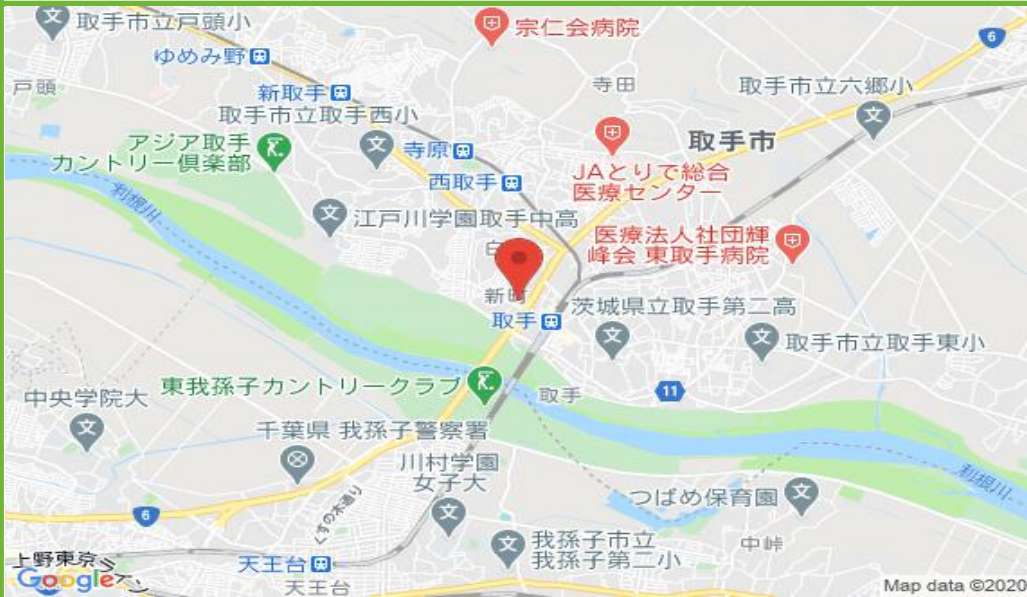 取手市立戸頭小
宗仁会病院
6
ゆめみ野
戸頭
寺田
取手市立六郷小
新取手
取手市立取手西小
アジア取手
カントリー倶楽部
寺原
取手市
西取手
JAとりで総合
医療センター
利根川
江戸川学園取手中高
医療法人社団輝
峰会 東取手病院
新町
取手
茨城県立取手第二高
取手市立取手東小
東我孫子カントリークラブ
取手
11
中央学院大
千葉県 我孫子警察署
川村学園
女子大
利根川
つばめ保育園
6
くすの木通り
我孫子市立
我孫子第二小
中峠
上野東京ライン
天王台
天王台
Google
Map data ©2020